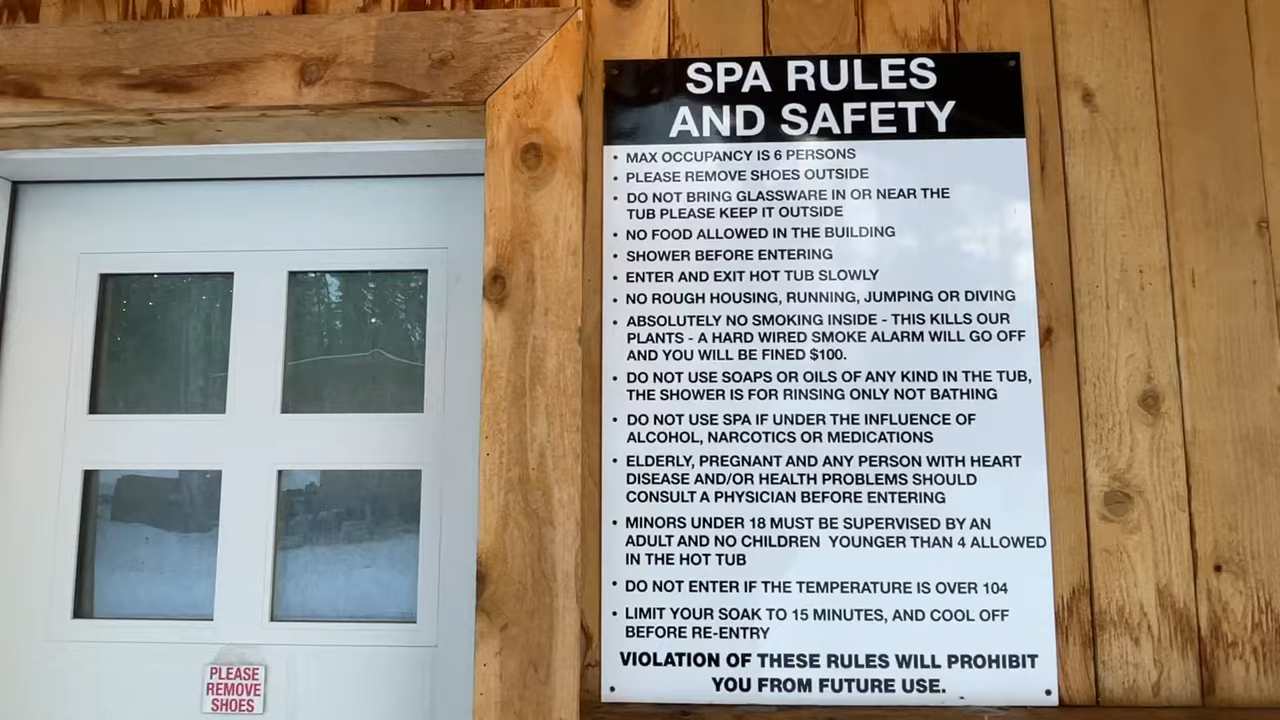 SPA RULES
AND SAFETY
• MAX OCCUPANCY IS 6 PERSONS
• PLEASE REMOVE SHOES OUTSIDE
• DO NOT BRING GLASSWARE IN OR NEAR THE
TUB PLEASE KEEP IT OUTSIDE
• NO FOOD ALLOWED IN THE BUILDING
• SHOWER BEFORE ENTERING
• ENTER AND EXIT HOT TUB SLOWLY
• NO ROUGH HOUSING, RUNNING, JUMPING OR DIVING
• ABSOLUTELY NO SMOKING INSIDE - THIS KILLS OUR
PLANTS - A HARD WIRED SMOKE ALARM WILL GO OFF
AND YOU WILL BE FINED $100.
• DO NOT USE SOAPS OR OILS OF ANY KIND IN THE TUB,
THE SHOWER IS FOR RINSING ONLY NOT BATHING
• DO NOT USE SPA IF UNDER THE INFLUENCE OF
ALCOHOL, NARCOTICS OR MEDICATIONS
• ELDERLY, PREGNANT AND ANY PERSON WITH HEART
DISEASE AND/OR HEALTH PROBLEMS SHOULD
CONSULT A PHYSICIAN BEFORE ENTERING
• MINORS UNDER 18 MUST BE SUPERVISED BY AN
ADULT AND NO CHILDREN YOUNGER THAN 4 ALLOWED
IN THE HOT TUB
• DO NOT ENTER IF THE TEMPERATURE IS OVER 104
• LIMIT YOUR SOAK TO 15 MINUTES, AND COOL OFF
BEFORE RE-ENTRY
VIOLATION OF THESE RULES WILL PROHIBIT
YOU FROM FUTURE USE.
PLEASE
REMOVE
SHOES